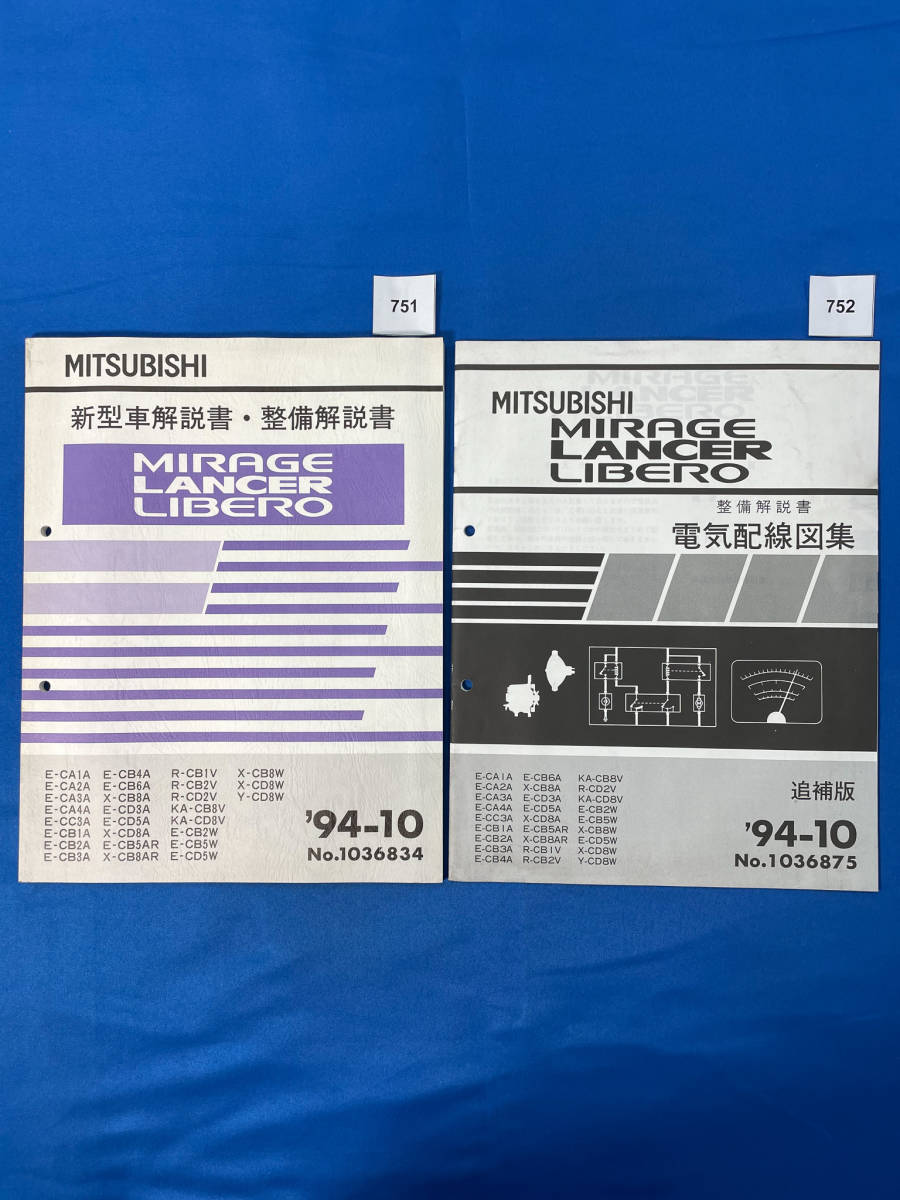 751
MITSUBISHI
新型車解説書・整備解説書
MIRAGE
LANCER
LIBERO
E-CA1A E-CB4A R-CB1V X-CB8W
E-CA2A E-CB6A R-CB2V X-CD8W
E-CA3A X-CB8A R-CD2V Y-CD8W
E-CA4A E-CD3A KA-CB8V
E-CC3A E-CD5A KA-CD8V
E-CB1A X-CD8A E-CB2W
E-CB2A E-CB5AR E-CB5W
E-CB3A X-CB8AR E-CD5W
'94-10
No.1036834
752
MITSUBISHI
MIRAGE
LANCER
LIBERO
整備解説書
電気配線図集
E-CA1A E-CB6A KA-CB8V
E-CA2A X-CB8A R-CD2V
E-CA3A E-CD3A KA-CD8V
E-CA4A E-CD5A E-CB2W
E-CC3A X-CD8A E-CB5W
E-CB1A E-CB5AR X-CB8W
E-CB2A X-CB8AR E-CD5W
E-CB3A R-CB1V X-CD8W
E-CB4A R-CB2V Y-CD8W
追補版
'94-10
No.1036875